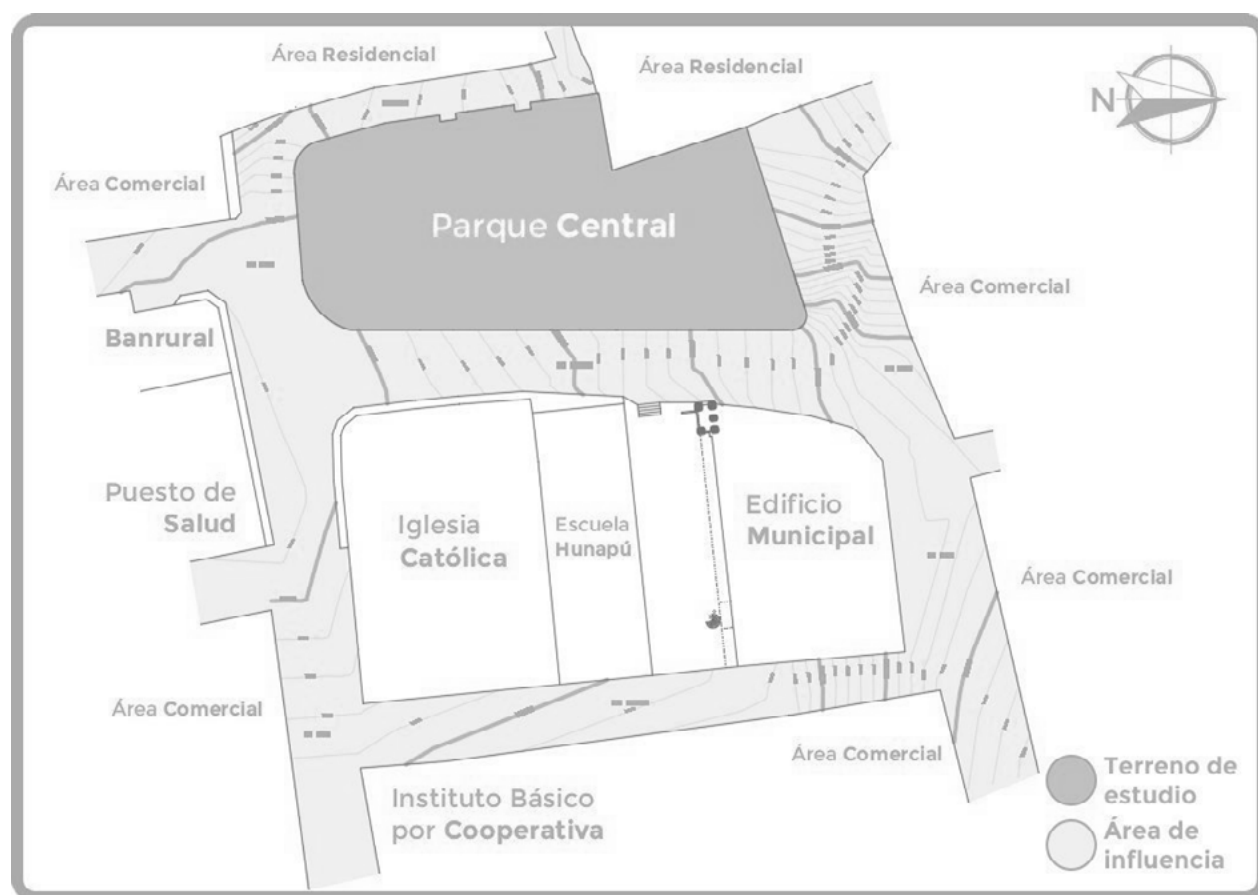 Área Residencial
Área Residencial
N
Área Comercial
Parque Central
Área Comercial
Banrural
Puesto de
Salud
Iglesia
Católica
Escuela
Hunapú
Edificio
Municipal
Área Comercial
Área Comercial
Área Comercial
Instituto Básico
por Cooperativa
Terreno de
estudio
Área de
influencia